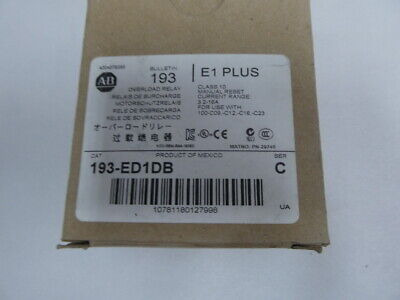 AB
BULLETIN
193
E1 PLUS
OVERLOAD RELAY
RELAIS DE SURCHARGE
MOTORSCHUTZRELAIS
RELE DE SOBRECARGA
RELE DE SOVRACCARICO
オーバーロードリレー
过载继电器
CLASS 10
MANUAL RESET
CURRENT RANGE
3.2-16A
FOR USE WITH
100-C09, -C12, -C16, -C23
CAT
PRODUCT OF MEXICO
SER
193-ED1DB
C
10781180127998
UA